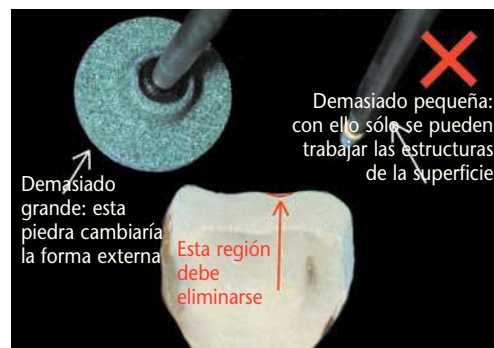 Demasiado pequeña:
con ello sólo se pueden
trabajar las estructuras
de la superficie
Demasiado
grande: esta
piedra cambiaría
la forma externa
Esta región
debe
eliminarse